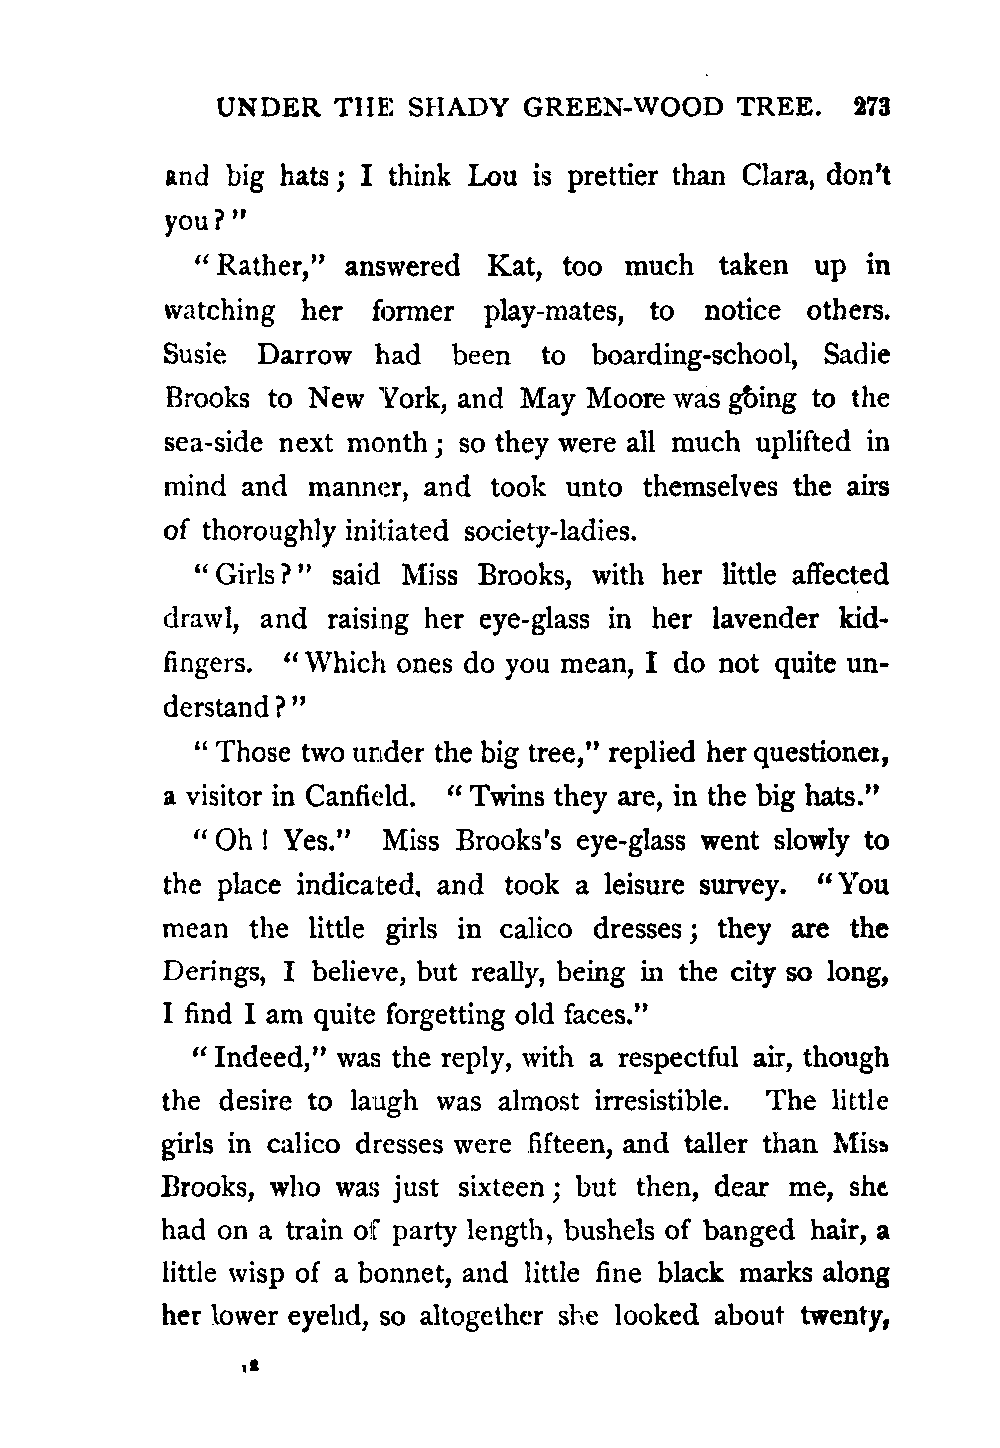 UNDER THE SHADY GREEN-WOOD TREE. 273
and big hats; I think Lou is prettier than Clara, don't
you?"
"Rather," answered Kat, too much taken up in
watching her former play-mates, to notice others.
Susie Darrow had been to boarding-school, Sadie
Brooks to New York, and May Moore was going to the
sea-side next month; so they were all much uplifted in
mind and manner, and took unto themselves the airs
of thoroughly initiated society-ladies.
"Girls?" said Miss Brooks, with her little affected
drawl, and raising her eye-glass in her lavender kid-
fingers. "Which ones do you mean, I do not quite un-
derstand?"
"Those two under the big tree," replied her questioner,
a visitor in Canfield. "Twins they are, in the big hats."
"Oh! Yes." Miss Brooks's eye-glass went slowly to
the place indicated, and took a leisure survey. "You
mean the little girls in calico dresses; they are the
Derings, I believe, but really, being in the city so long,
I find I am quite forgetting old faces."
"Indeed," was the reply, with a respectful air, though
the desire to laugh was almost irresistible. The little
girls in calico dresses were fifteen, and taller than Miss
Brooks, who was just sixteen; but then, dear me, she
had on a train of party length, bushels of banged hair, a
little wisp of a bonnet, and little fine black marks along
her lower eyelid, so altogether she looked about twenty,
12